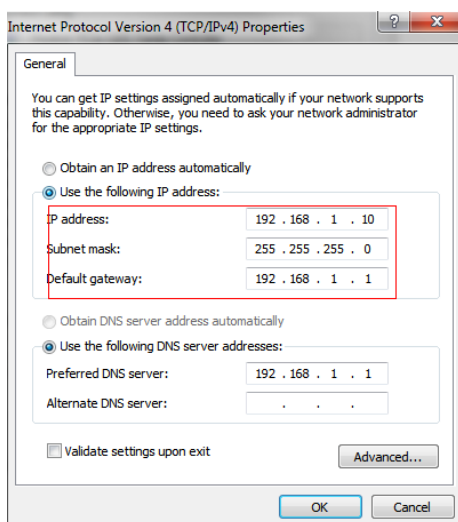 Internet Protocol Version 4 (TCP/IPv4) Properties
?
X
General
You can get IP settings assigned automatically if your network supports
this capability. Otherwise, you need to ask your network administrator
for the appropriate IP settings.
Obtain an IP address automatically
Use the following IP address:
IP address: 192 . 168 . 1 . 10
Subnet mask: 255 . 255 . 255 . 0
Default gateway: 192 . 168 . 1 . 1
Obtain DNS server address automatically
Use the following DNS server addresses:
Preferred DNS server: 192 . 168 . 1 . 1
Alternate DNS server: . . .
Validate settings upon exit
Advanced...
OK Cancel